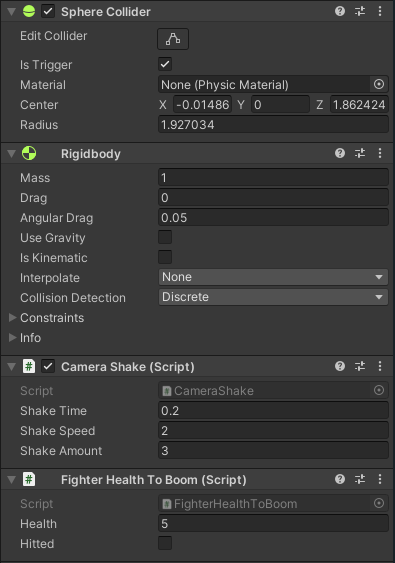 Sphere Collider
Edit Collider
Is Trigger
Material None (Physic Material)
Center X -0.01486 Y 0 Z 1.862424
Radius 1.927034
Rigidbody
Mass 1
Drag 0
Angular Drag 0.05
Use Gravity
Is Kinematic
Interpolate None
Collision Detection Discrete
Constraints
Info
# Camera Shake (Script)
Script # CameraShake
Shake Time 0.2
Shake Speed 2
Shake Amount 3
# Fighter Health To Boom (Script)
Script # FighterHealthToBoom
Health 5
Hitted